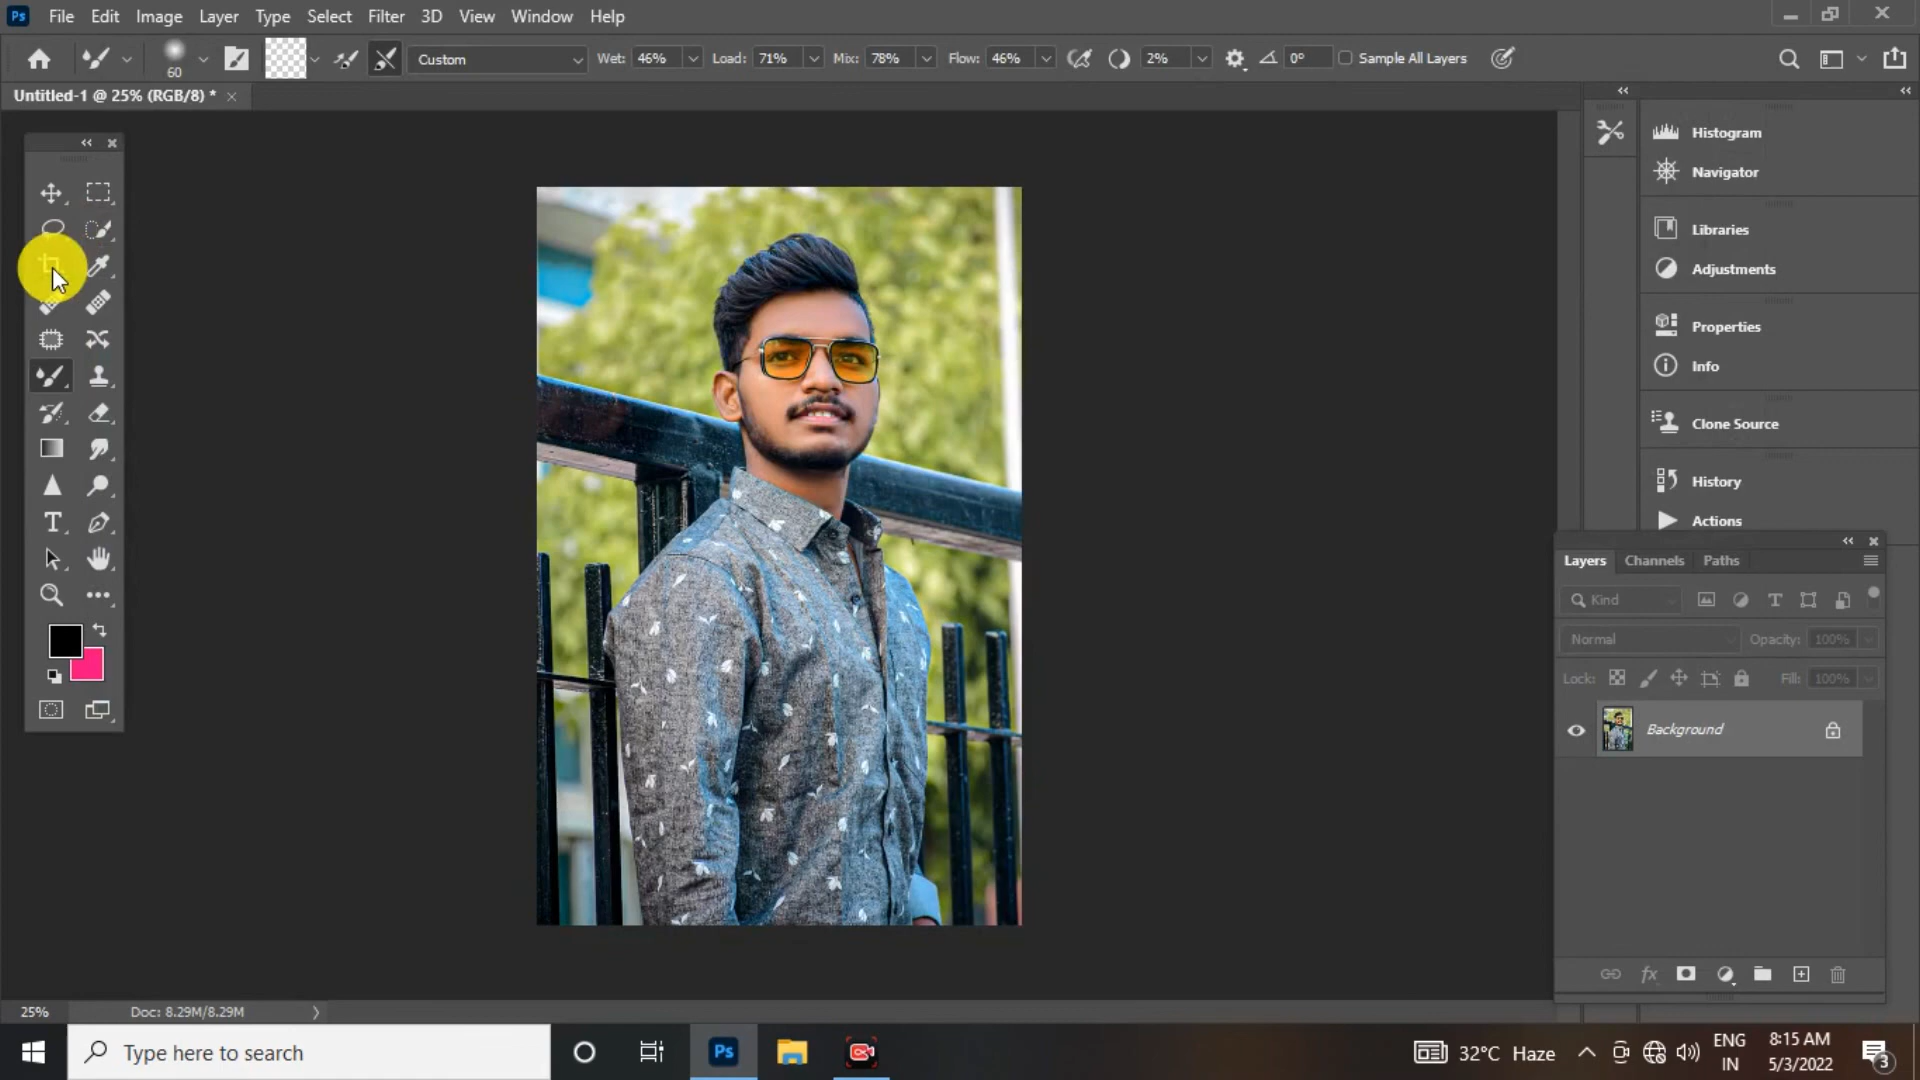 Ps File Edit Image Layer Type Select Filter 3D View Window Help
60 Custom Wet: 46% Load: 71% Mix: 78% Flow: 46% 2% 0° Sample All Layers
Untitled-1 @ 25% (RGB/8) *
Histogram
Navigator
Libraries
Adjustments
Properties
Info
Clone Source
History
Actions
Layers Channels Paths
Kind
Normal Opacity: 100%
Lock: Fill: 100%
Background
25% Doc: 8.29M/8.29M
Type here to search
Ps
32°C Haze
ENG
IN
8:15 AM
5/3/2022
3